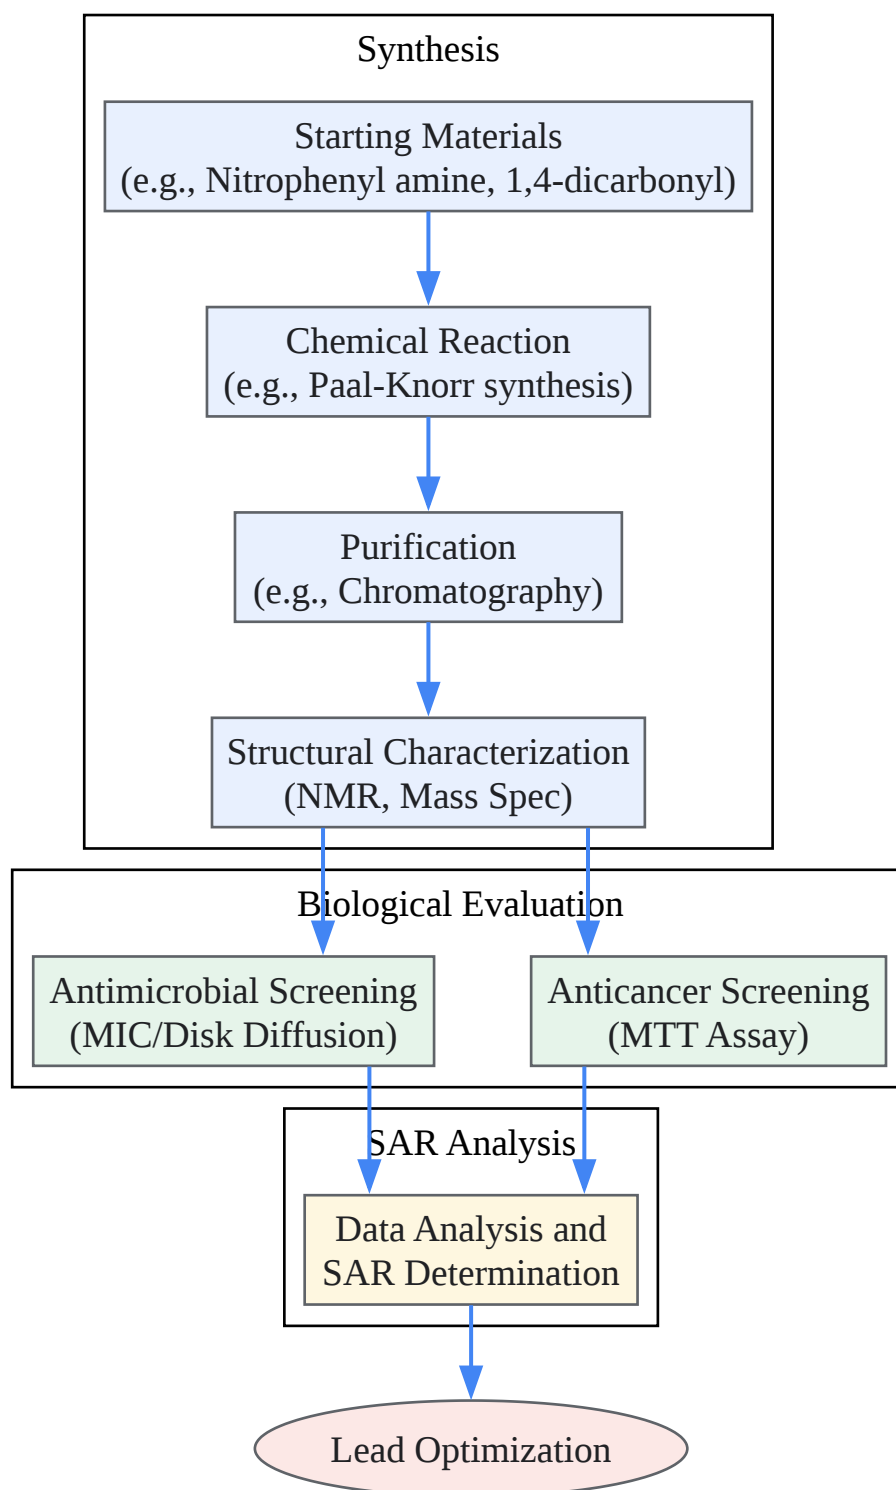 Synthesis
Starting Materials
(e.g., Nitrophenyl amine, 1,4-dicarbonyl)
Chemical Reaction
(e.g., Paal-Knorr synthesis)
Purification
(e.g., Chromatography)
Structural Characterization
(NMR, Mass Spec)
Biological Evaluation
Antimicrobial Screening
(MIC/Disk Diffusion)
Anticancer Screening
(MTT Assay)
SAR Analysis
Data Analysis and
SAR Determination
Lead Optimization